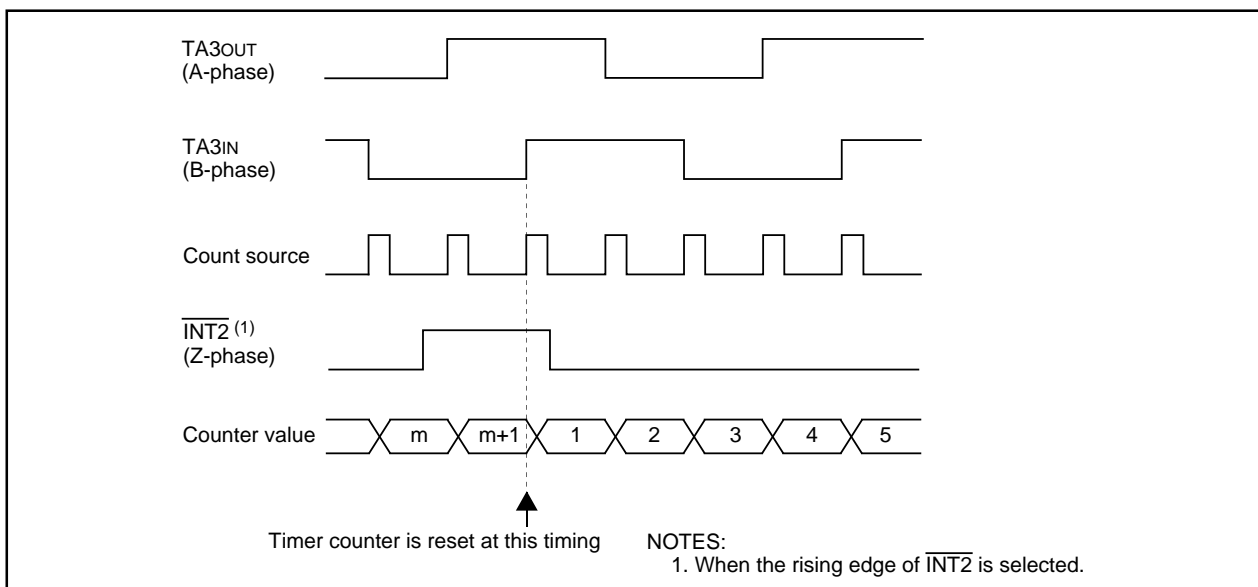 TA3OUT
(A-phase)
TA3IN
(B-phase)
Count source
INT2 (1)
(Z-phase)
Counter value m m+1 1 2 3 4 5
Timer counter is reset at this timing
NOTES:
1. When the rising edge of INT2 is selected.